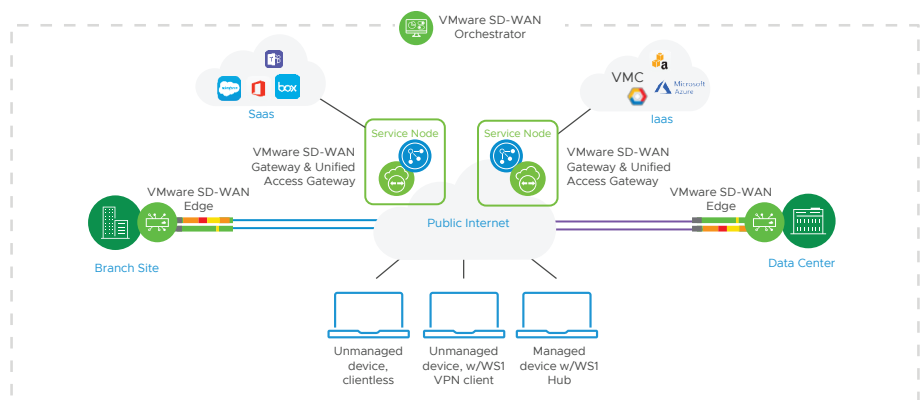 VMware SD-WAN
Orchestrator
salesforce
box
Saas
VMC
a
Microsoft
Azure
Iaas
Service Node
Service Node
VMware SD-WAN
Gateway & Unified
Access Gateway
VMware SD-WAN
Gateway & Unified
Access Gateway
VMware SD-WAN
Edge
VMware SD-WAN
Edge
Public Internet
Branch Site
Data Center
Unmanaged
device,
clientless
Unmanaged
device, w/WS1
VPN client
Managed
device w/WS1
Hub